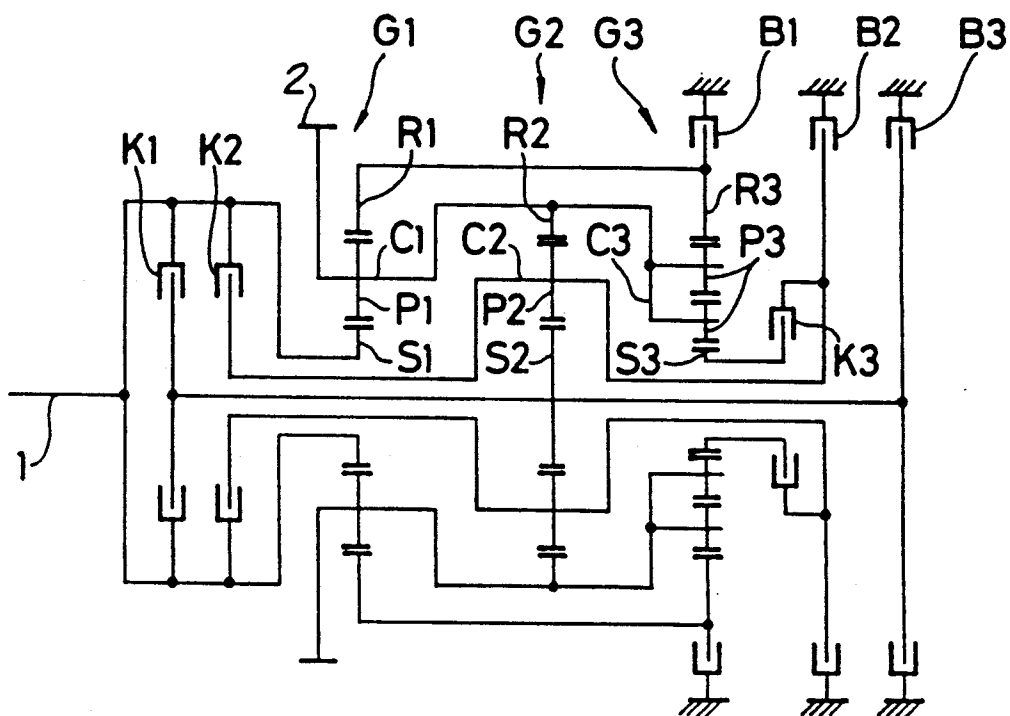 G1 G2 G3 B1 B2 B3
2
K1 K2 R1 R2 R3
C1 C2 C3 P3
P1 P2
S1 S2 S3 K3
1